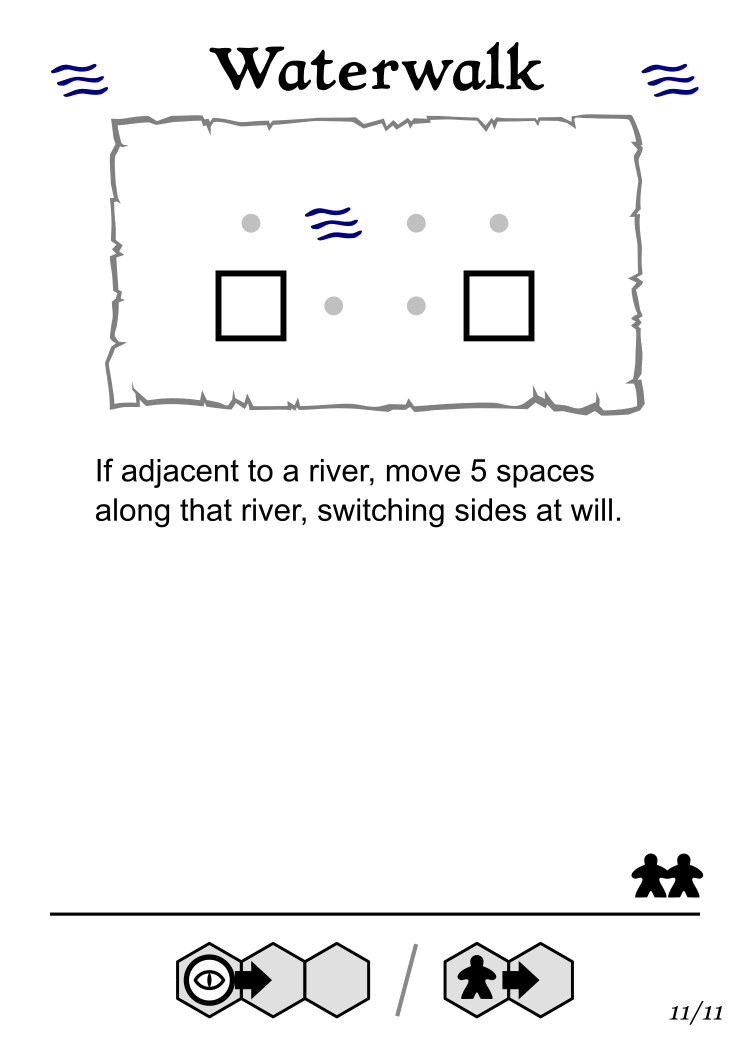 Waterwalk
If adjacent to a river, move 5 spaces
along that river, switching sides at will.
/
11/11